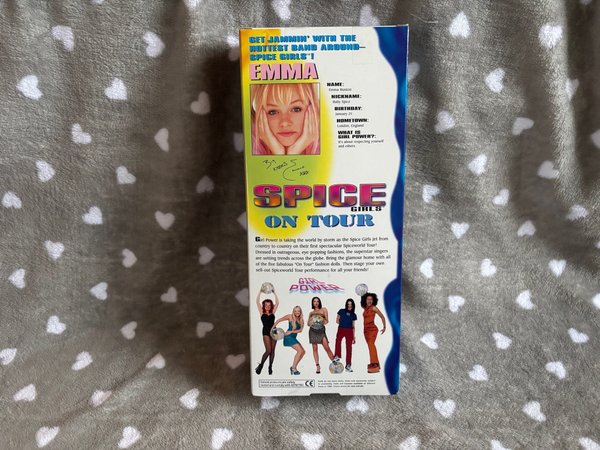 GET JAMMIN' WITH THE
HOTTEST BAND AROUND—
SPICE GIRLS™!
EMMA
NAME:
Emma Bunton
NICKNAME:
Baby Spice
BIRTHDAY:
January 21
HOMETOWN:
London, England
WHAT IS
GIRL POWER?:
It's about respecting yourself
and others.
SPICE
GIRLS
ON TOUR
Girl Power is taking the world by storm as the Spice Girls jet from
country to country on their first spectacular Spiceworld Tour!
Dressed in outrageous, eye popping fashions, the superstar singers
are setting trends across the globe. Bring the glamour home with all
of the five fabulous "On Tour" fashion dolls. Then stage your own
sell-out Spiceworld Tour performance for all your friends!
GIRL
POWER
CE